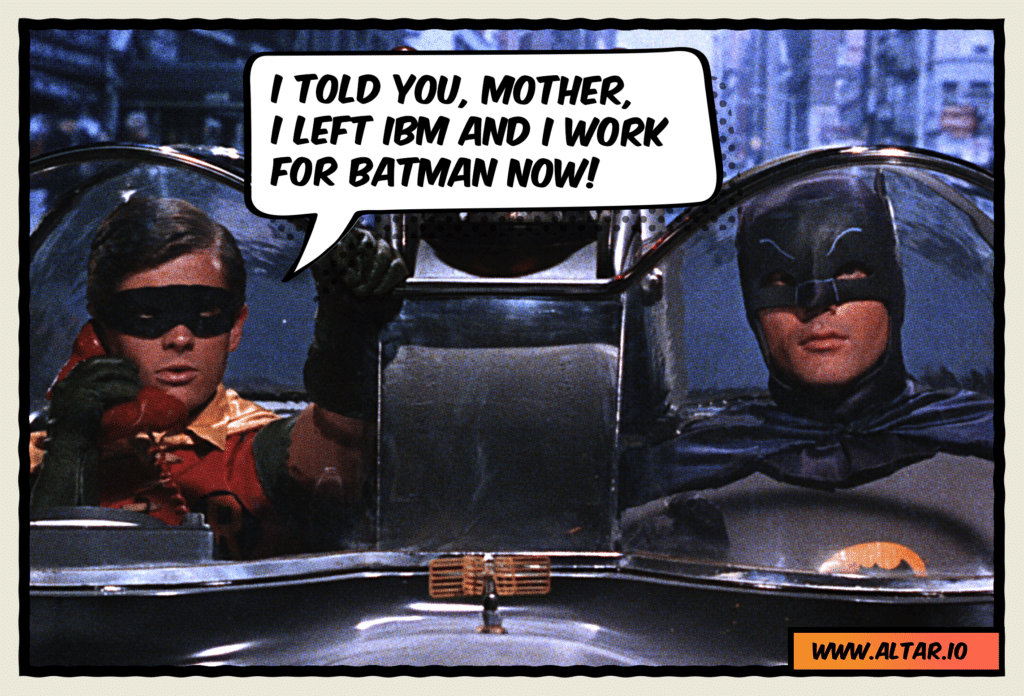 I TOLD YOU, MOTHER,
I LEFT IBM AND I WORK
FOR BATMAN NOW!
WWW.ALTAR.IO